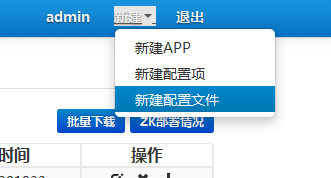 admin 新建 退出
新建APP
新建配置项
新建配置文件
批量下载 ZK部署情况
时间 操作